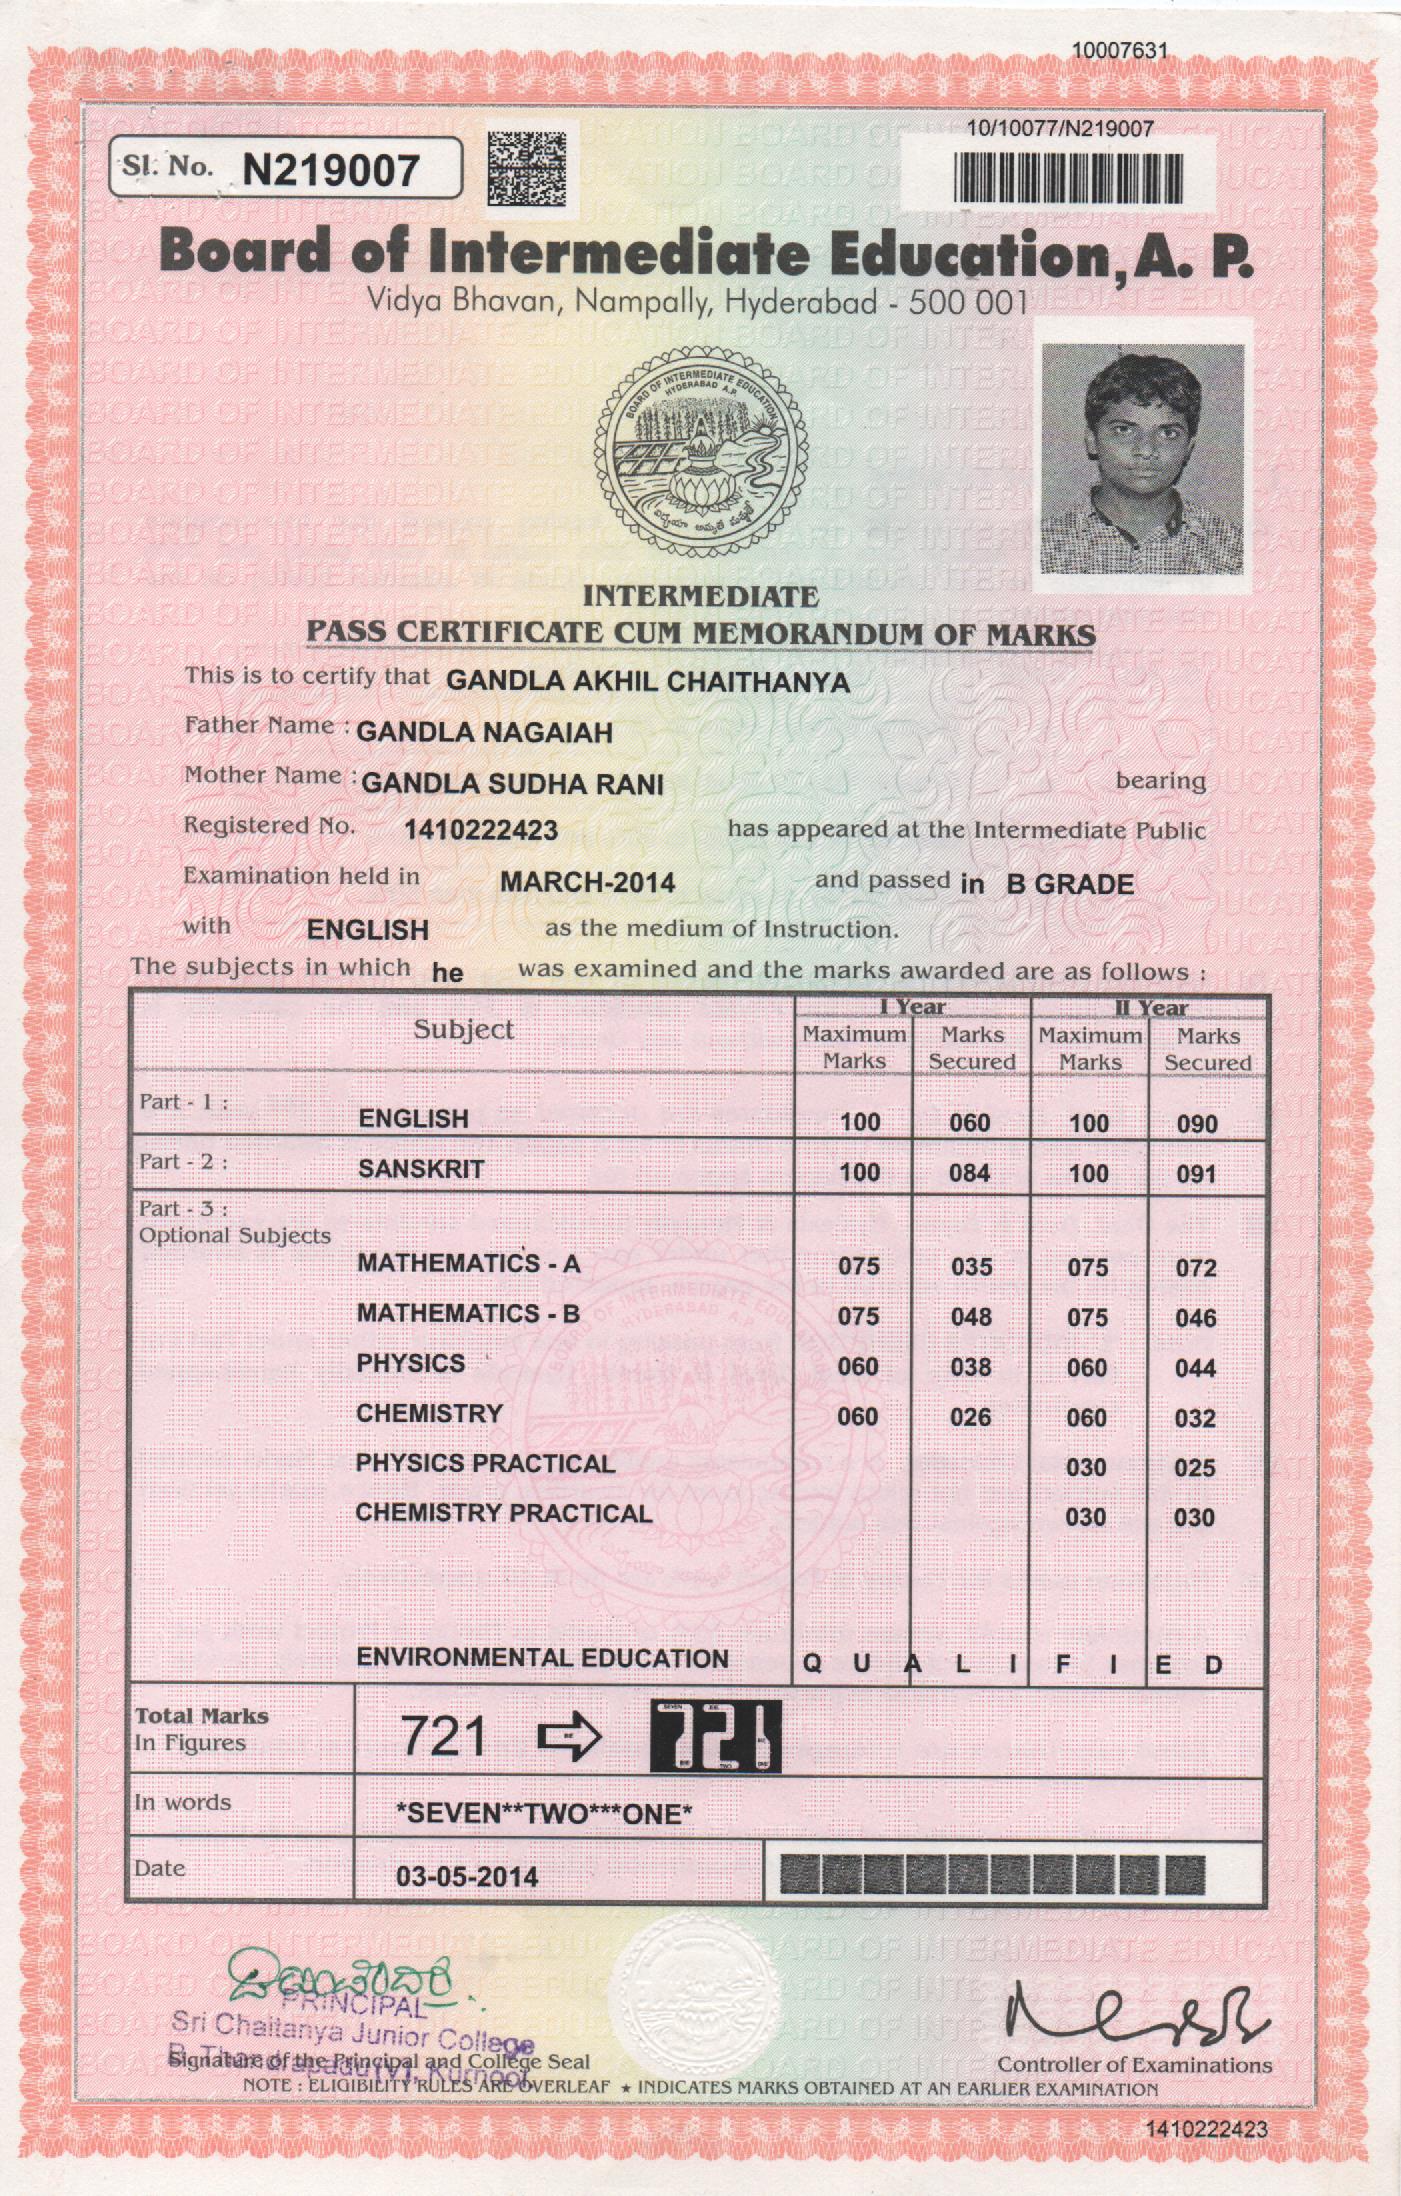 10007631
10/10077/N219007
Sl. No. N219007
Board of Intermediate Education, A. P.
Vidya Bhavan, Nampally, Hyderabad - 500 001
BOARD OF INTERMEDIATE EDUCATION
HYDERABAD A.P.
INTERMEDIATE
PASS CERTIFICATE CUM MEMORANDUM OF MARKS
This is to certify that GANDLA AKHIL CHAITHANYA
Father Name : GANDLA NAGAIAH
Mother Name : GANDLA SUDHA RANI bearing
Registered No. 1410222423 has appeared at the Intermediate Public
Examination held in MARCH-2014 and passed in B GRADE
with ENGLISH as the medium of Instruction.
The subjects in which he was examined and the marks awarded are as follows :
Subject I Year II Year
Maximum Marks Marks Secured Maximum Marks Marks Secured
Part - 1 : ENGLISH 100 060 100 090
Part - 2 : SANSKRIT 100 084 100 091
Part - 3 :
Optional Subjects
MATHEMATICS - A 075 035 075 072
MATHEMATICS - B 075 048 075 046
PHYSICS 060 038 060 044
CHEMISTRY 060 026 060 032
PHYSICS PRACTICAL 030 025
CHEMISTRY PRACTICAL 030 030
ENVIRONMENTAL EDUCATION Q U A L I F I E D
Total Marks
In Figures 721 721
In words *SEVEN**TWO***ONE*
Date 03-05-2014
PRINCIPAL
Sri Chaitanya Junior College
Kurnool
Signature of the Principal and College Seal
Controller of Examinations
NOTE : ELIGIBILITY RULES ARE OVERLEAF ★ INDICATES MARKS OBTAINED AT AN EARLIER EXAMINATION
1410222423